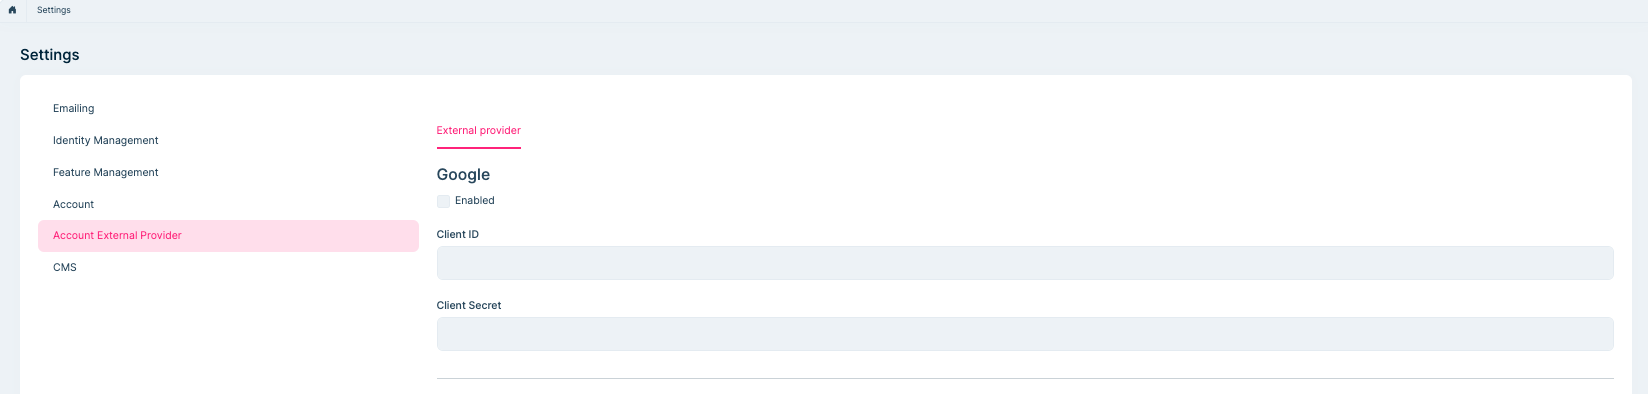 Settings
Settings
Emailing
Identity Management
Feature Management
Account
Account External Provider
CMS
External provider
Google
Enabled
Client ID
Client Secret